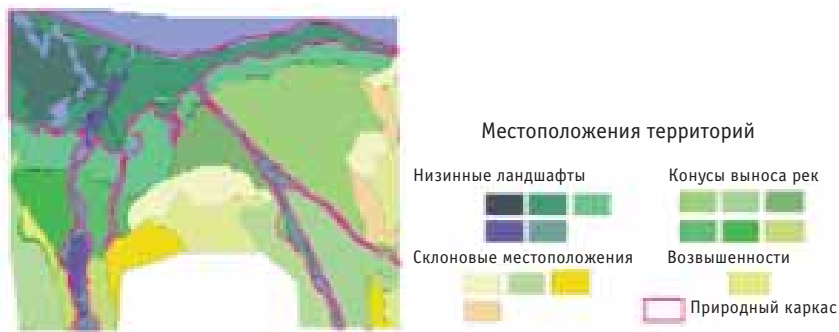 Местоположения территорий
Низинные ландшафты
Конусы выноса рек
Склоновые местоположения
Возвышенности
Природный каркас